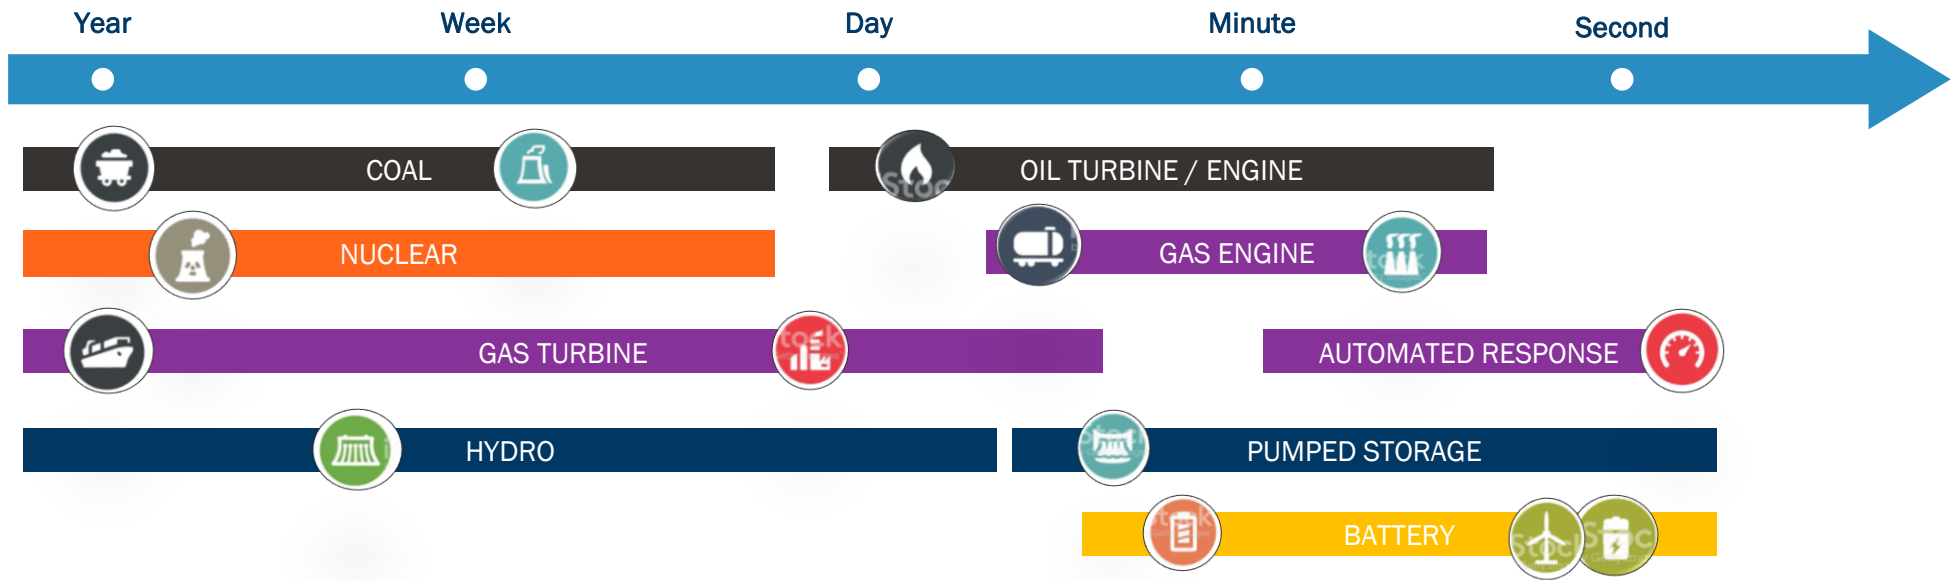 Year
Week
Day
Minute
Second
COAL
OIL TURBINE / ENGINE
NUCLEAR
GAS ENGINE
GAS TURBINE
AUTOMATED RESPONSE
HYDRO
PUMPED STORAGE
BATTERY